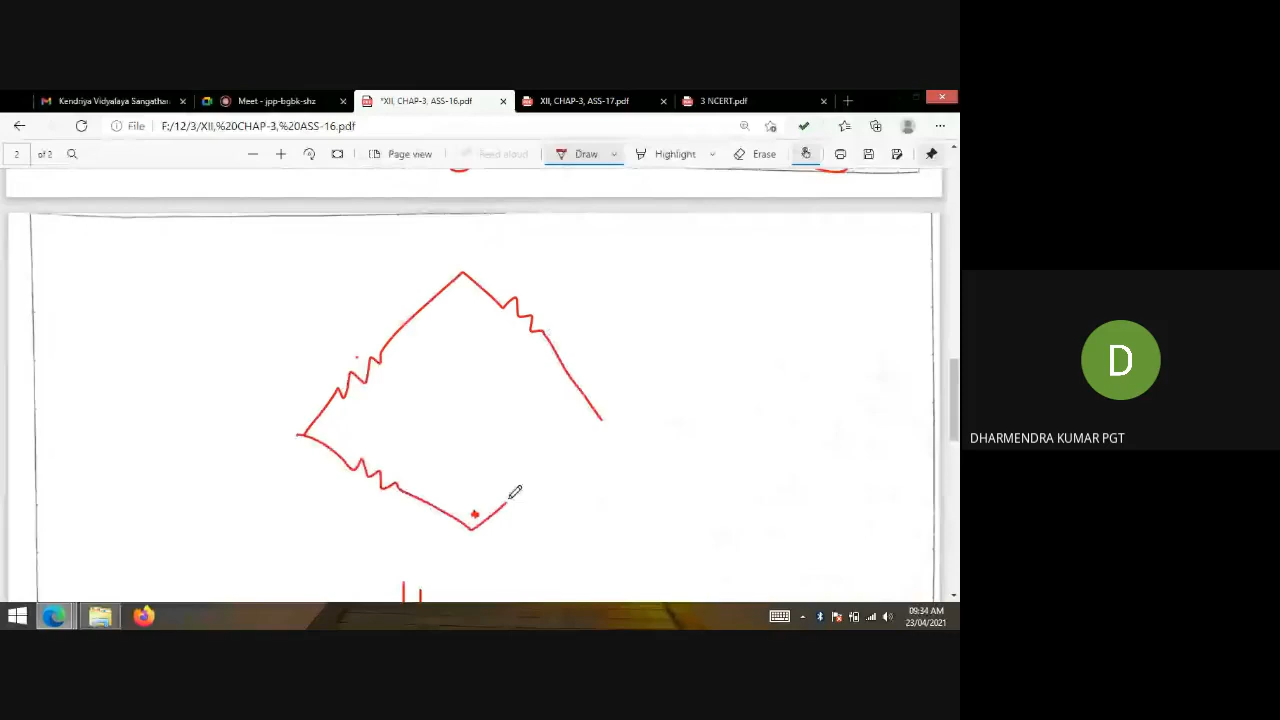 Kendriya Vidyalaya Sangathan
Meet - jpp-bgbk-shz
*XII, CHAP-3, ASS-16.pdf
XII, CHAP-3, ASS-17.pdf
3 NCERT.pdf
File
F:/12/3/XII,%20CHAP-3,%20ASS-16.pdf
2
of 2
Page view
Read aloud
Draw
Highlight
Erase
D
DHARMENDRA KUMAR PGT
09:34 AM
23/04/2021